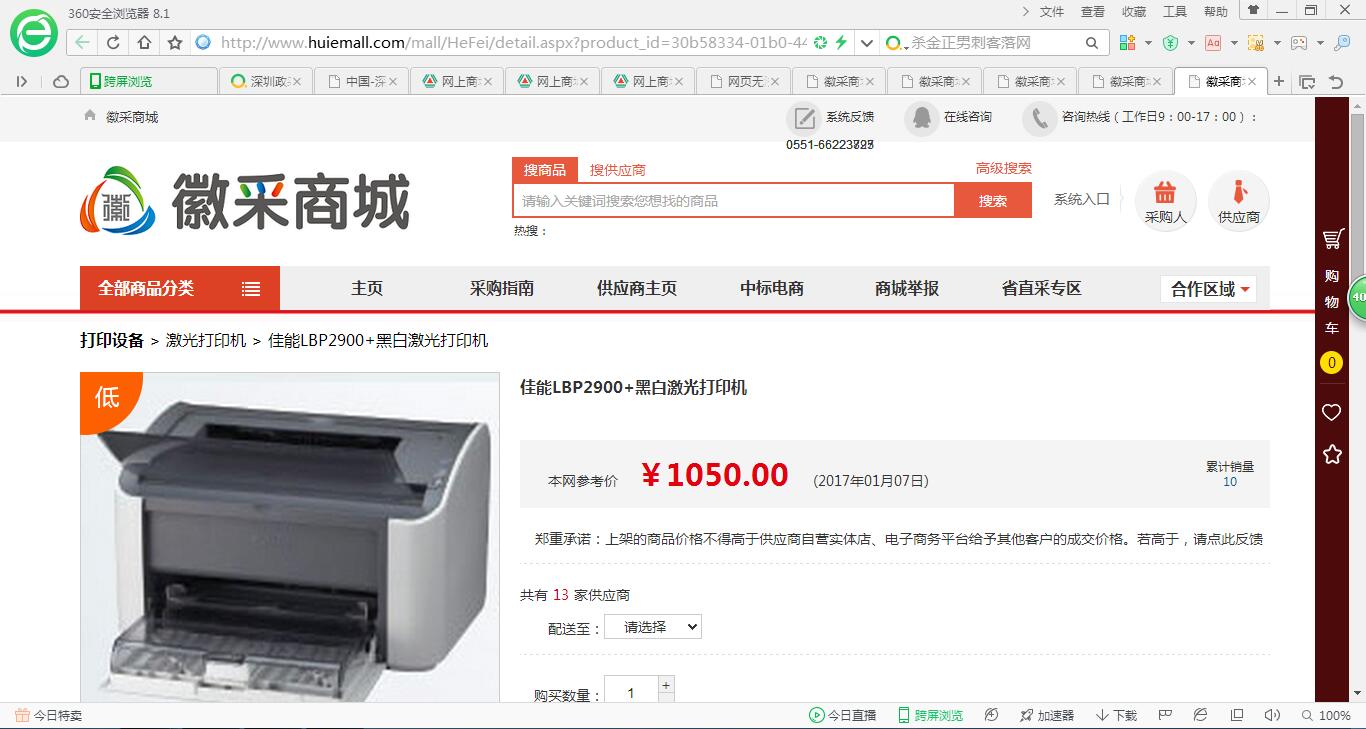 360安全浏览器 8.1
文件 查看 收藏 工具 帮助
http://www.huiemall.com/mall/HeFei/detail.aspx?product_id=30b58334-01b0-44
杀金正男刺客落网
跨屏浏览 深圳政 中国-深 网上商 网上商 网上商 网页无 徽采商 徽采商 徽采商 徽采商 徽采商
徽采商城
系统反馈 在线咨询 咨询热线（工作日9：00-17：00）：
徽采商城
搜商品 搜供应商 高级搜索
请输入关键词搜索您想找的商品 搜索
热搜：
系统入口 采购人 供应商
全部商品分类 主页 采购指南 供应商主页 中标电商 商城举报 省直采专区 合作区域
打印设备 > 激光打印机 > 佳能LBP2900+黑白激光打印机
低
佳能LBP2900+黑白激光打印机
本网参考价 ￥1050.00 (2017年01月07日)
累计销量
10
郑重承诺：上架的商品价格不得高于供应商自营实体店、电子商务平台给予其他客户的成交价格。若高于，请点此反馈
共有 13 家供应商
配送至： 请选择
购买数量： 1 +
购
物
车
0
40
今日特卖 今日直播 跨屏浏览 加速器 下载 100%